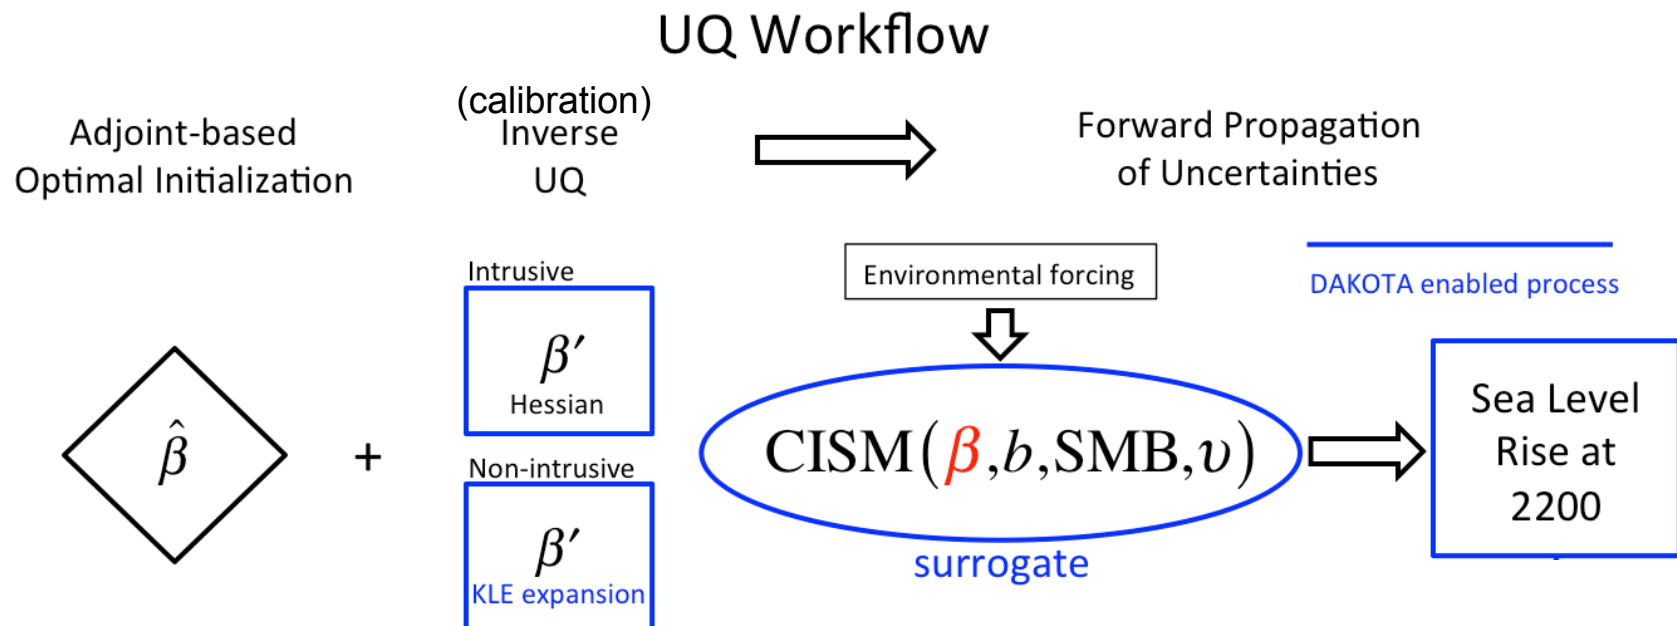 UQ Workflow
Adjoint-based
Optimal Initialization
(calibration)
Inverse
UQ
Forward Propagation
of Uncertainties
β̂
+
Intrusive
β′
Hessian
Non-intrusive
β′
KLE expansion
Environmental forcing
CISM(β,b,SMB,υ)
surrogate
DAKOTA enabled process
Sea Level
Rise at
2200